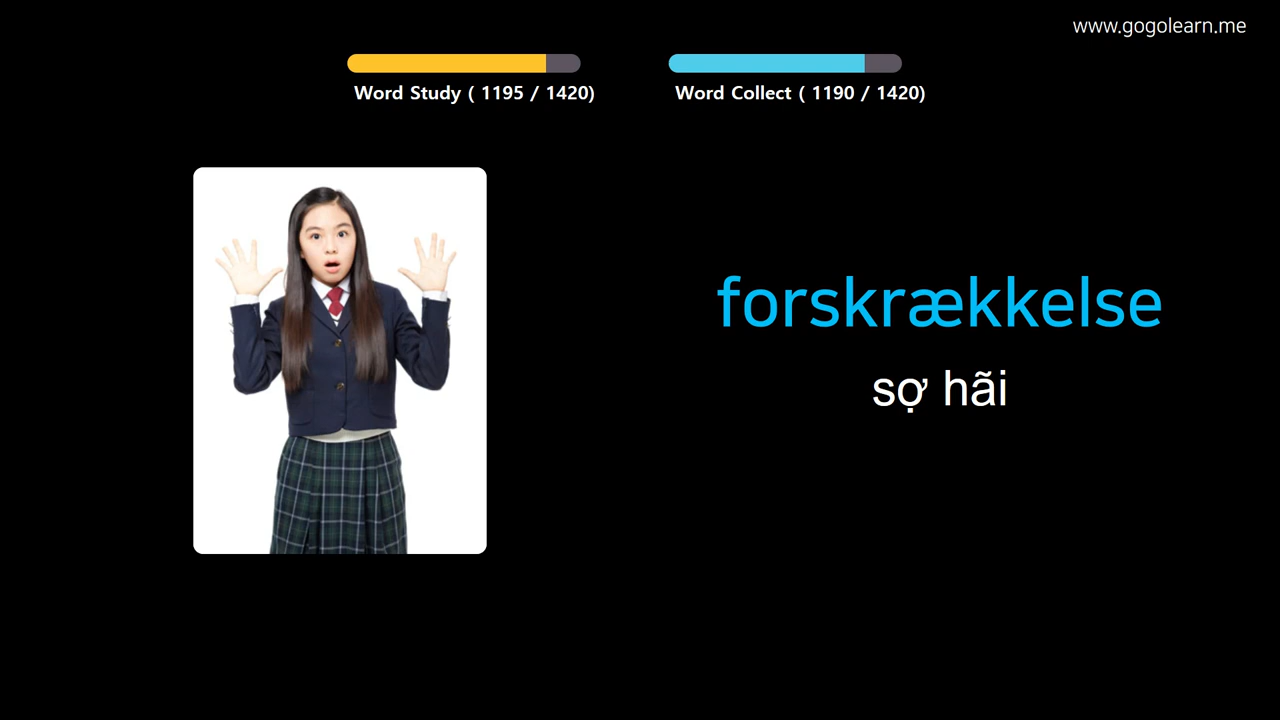 www.gogolearn.me
Word Study ( 1195 / 1420)
Word Collect ( 1190 / 1420)
forskrækkelse
sợ hãi